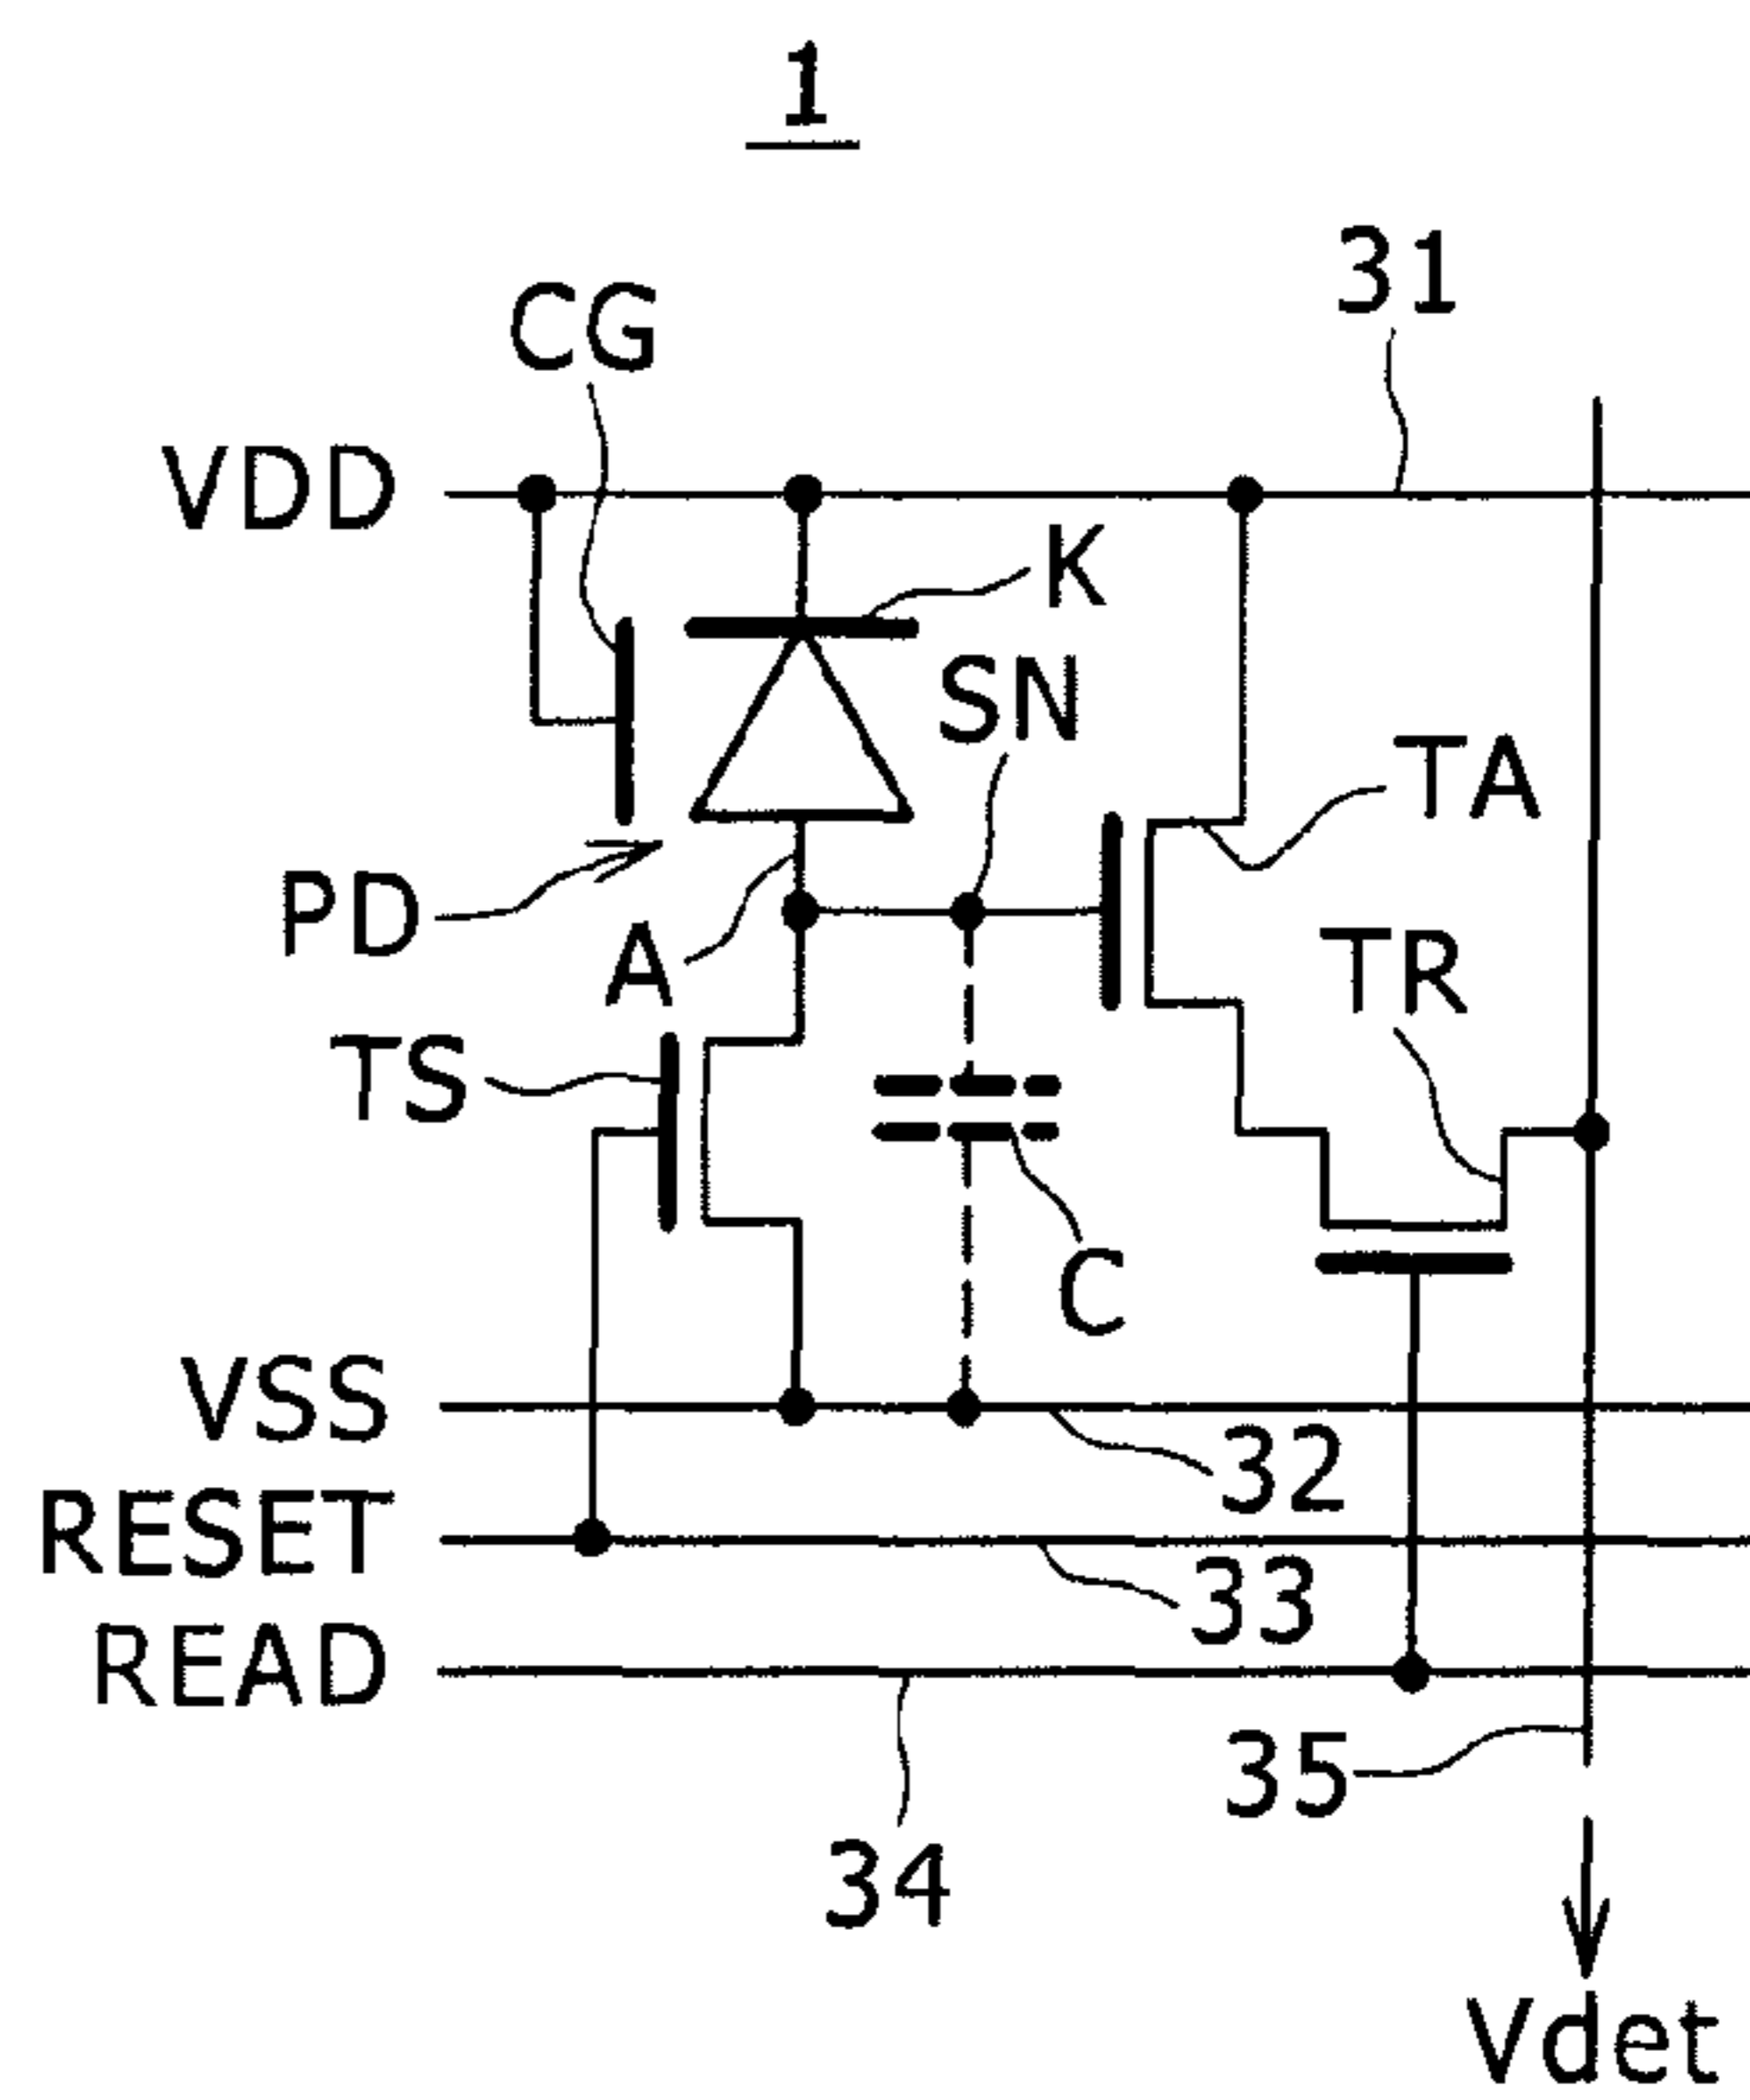 1
31
CG
VDD
K
SN
TA
PD
A
TR
TS
C
VSS
32
RESET
33
READ
35
34
Vdet